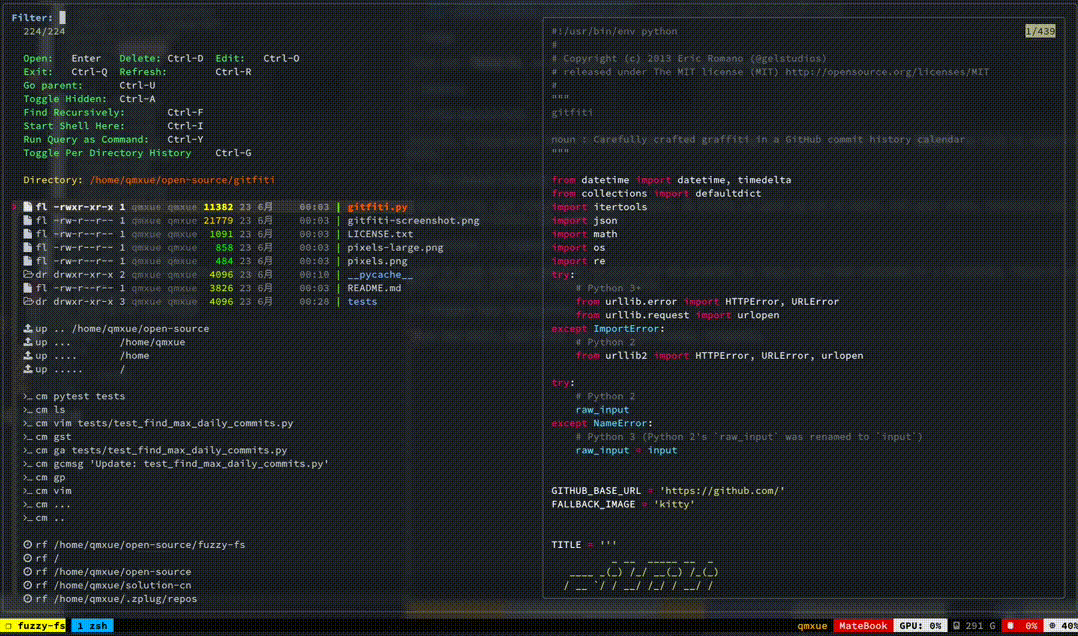 Filter:
224/224
Open:   Enter   Delete: Ctrl-D  Edit:   Ctrl-O
Exit:   Ctrl-Q  Refresh:        Ctrl-R
Go parent:      Ctrl-U
Toggle Hidden:  Ctrl-A
Find Recursively:       Ctrl-F
Start Shell Here:       Ctrl-I
Run Query as Command:   Ctrl-Y
Toggle Per Directory History    Ctrl-G
Directory: /home/qmxue/open-source/gitfiti
fl -rwxr-xr-x 1 qmxue qmxue 11382 23 6月 00:03 | gitfiti.py
fl -rw-r--r-- 1 qmxue qmxue 21779 23 6月 00:03 | gitfiti-screenshot.png
fl -rw-r--r-- 1 qmxue qmxue 1091 23 6月 00:03 | LICENSE.txt
fl -rw-r--r-- 1 qmxue qmxue 858 23 6月 00:03 | pixels-large.png
fl -rw-r--r-- 1 qmxue qmxue 484 23 6月 00:03 | pixels.png
dr drwxr-xr-x 2 qmxue qmxue 4096 23 6月 00:10 | __pycache__
fl -rw-r--r-- 1 qmxue qmxue 3826 23 6月 00:03 | README.md
dr drwxr-xr-x 3 qmxue qmxue 4096 23 6月 00:28 | tests
up .. /home/qmxue/open-source
up ...        /home/qmxue
up ....       /home
up .....      /
>_ cm pytest tests
>_ cm ls
>_ cm vim tests/test_find_max_daily_commits.py
>_ cm gst
>_ cm ga tests/test_find_max_daily_commits.py
>_ cm gcmsg 'Update: test_find_max_daily_commits.py'
>_ cm gp
>_ cm vim
>_ cm ...
>_ cm ..
rf /home/qmxue/open-source/fuzzy-fs
rf /
rf /home/qmxue/open-source
rf /home/qmxue/solution-cn
rf /home/qmxue/.zplug/repos
#!/usr/bin/env python
1/439
#
# Copyright (c) 2013 Eric Romano (@gelstudios)
# released under The MIT license (MIT) http://opensource.org/licenses/MIT
#
"""
gitfiti
noun : Carefully crafted graffiti in a GitHub commit history calendar
"""
from datetime import datetime, timedelta
from collections import defaultdict
import itertools
import json
import math
import os
import re
try:
    # Python 3+
    from urllib.error import HTTPError, URLError
    from urllib.request import urlopen
except ImportError:
    # Python 2
    from urllib2 import HTTPError, URLError, urlopen
try:
    # Python 2
    raw_input
except NameError:
    # Python 3 (Python 2's `raw_input` was renamed to `input`)
    raw_input = input
GITHUB_BASE_URL = 'https://github.com/'
FALLBACK_IMAGE = 'kitty'
TITLE = '''
          _ __  _____ __  _
   ____ _(_) /_/ __(_) /_(_)
  / __ `/ / __/ /_/ / __/ /
fuzzy-fs 1 zsh
qmxue MateBook GPU: 0% 291 G 0% 40%